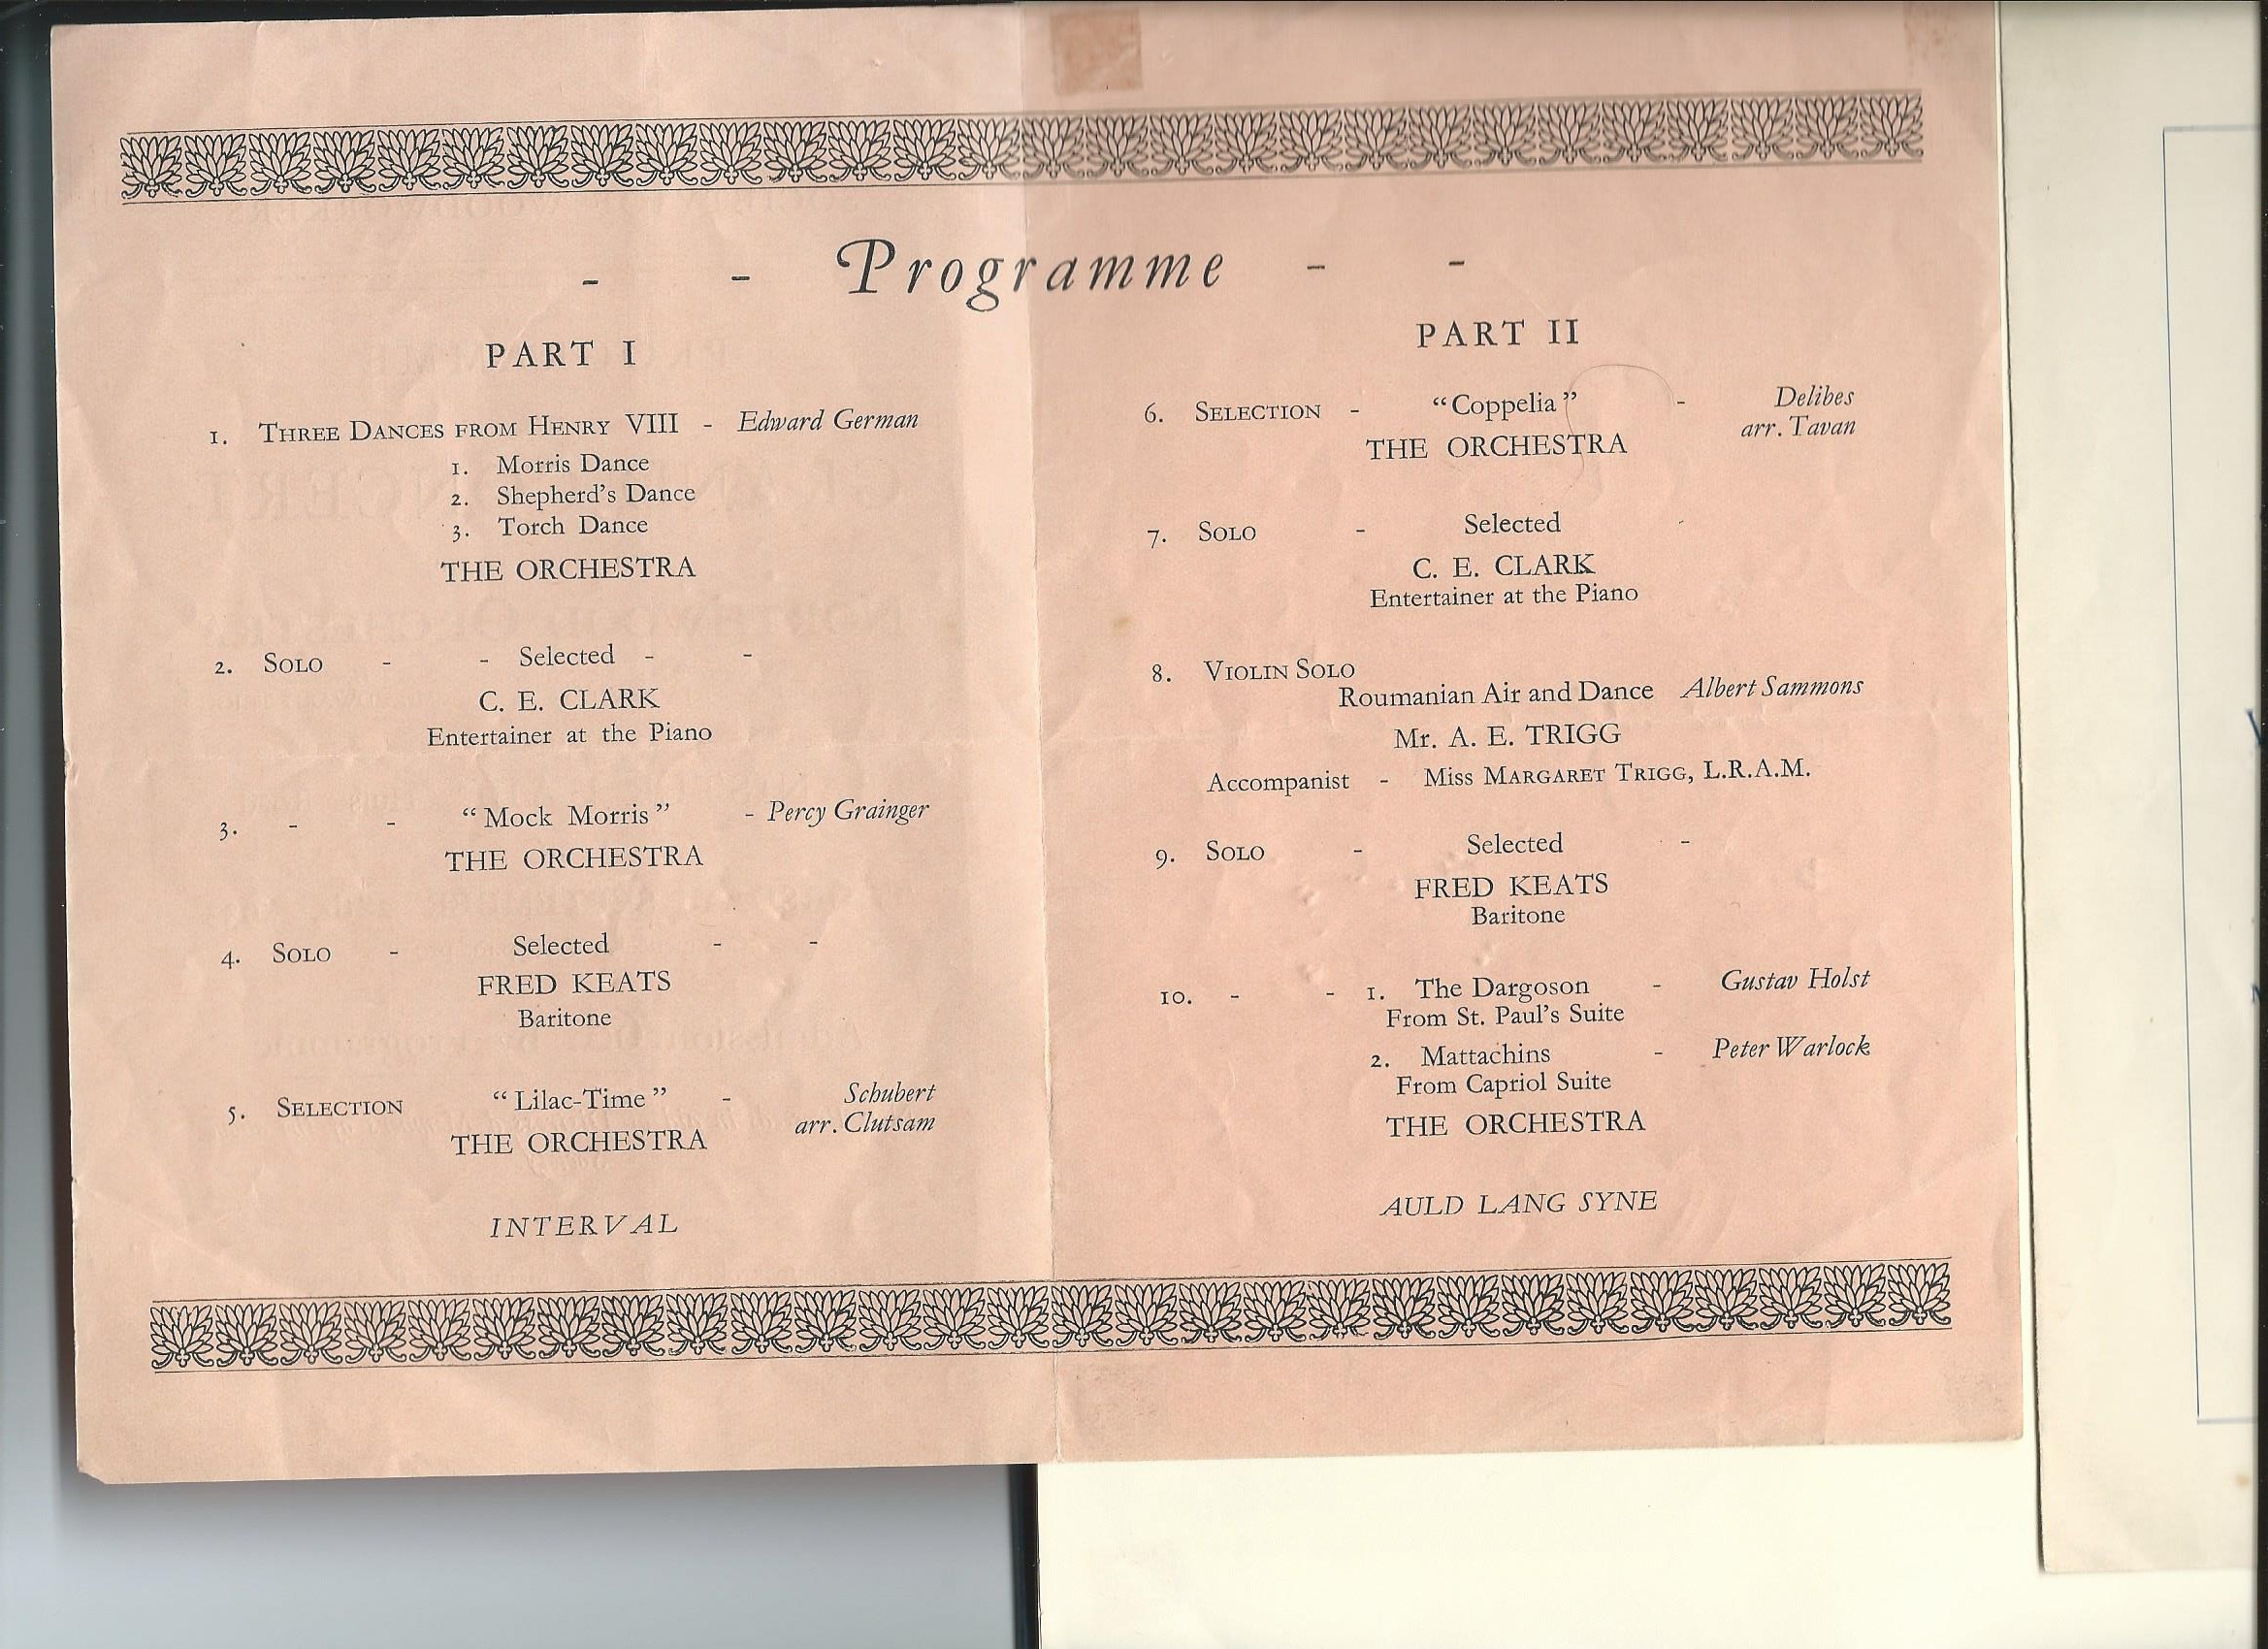 - - Programme - -
PART I
1. THREE DANCES FROM HENRY VIII - Edward German
1. Morris Dance
2. Shepherd's Dance
3. Torch Dance
THE ORCHESTRA
2. SOLO - - Selected - -
C. E. CLARK
Entertainer at the Piano
3. - - "Mock Morris" - Percy Grainger
THE ORCHESTRA
4. SOLO - Selected - -
FRED KEATS
Baritone
5. SELECTION "Lilac-Time" - Schubert
arr. Clutsam
THE ORCHESTRA
INTERVAL
PART II
6. SELECTION - "Coppelia" - Delibes
arr. Tavan
THE ORCHESTRA
7. SOLO - Selected -
C. E. CLARK
Entertainer at the Piano
8. VIOLIN SOLO
Roumanian Air and Dance Albert Sammons
Mr. A. E. TRIGG
Accompanist - Miss MARGARET TRIGG, L.R.A.M.
9. SOLO - Selected -
FRED KEATS
Baritone
10. - - 1. The Dargoson - Gustav Holst
From St. Paul's Suite
2. Mattachins - Peter Warlock
From Capriol Suite
THE ORCHESTRA
AULD LANG SYNE